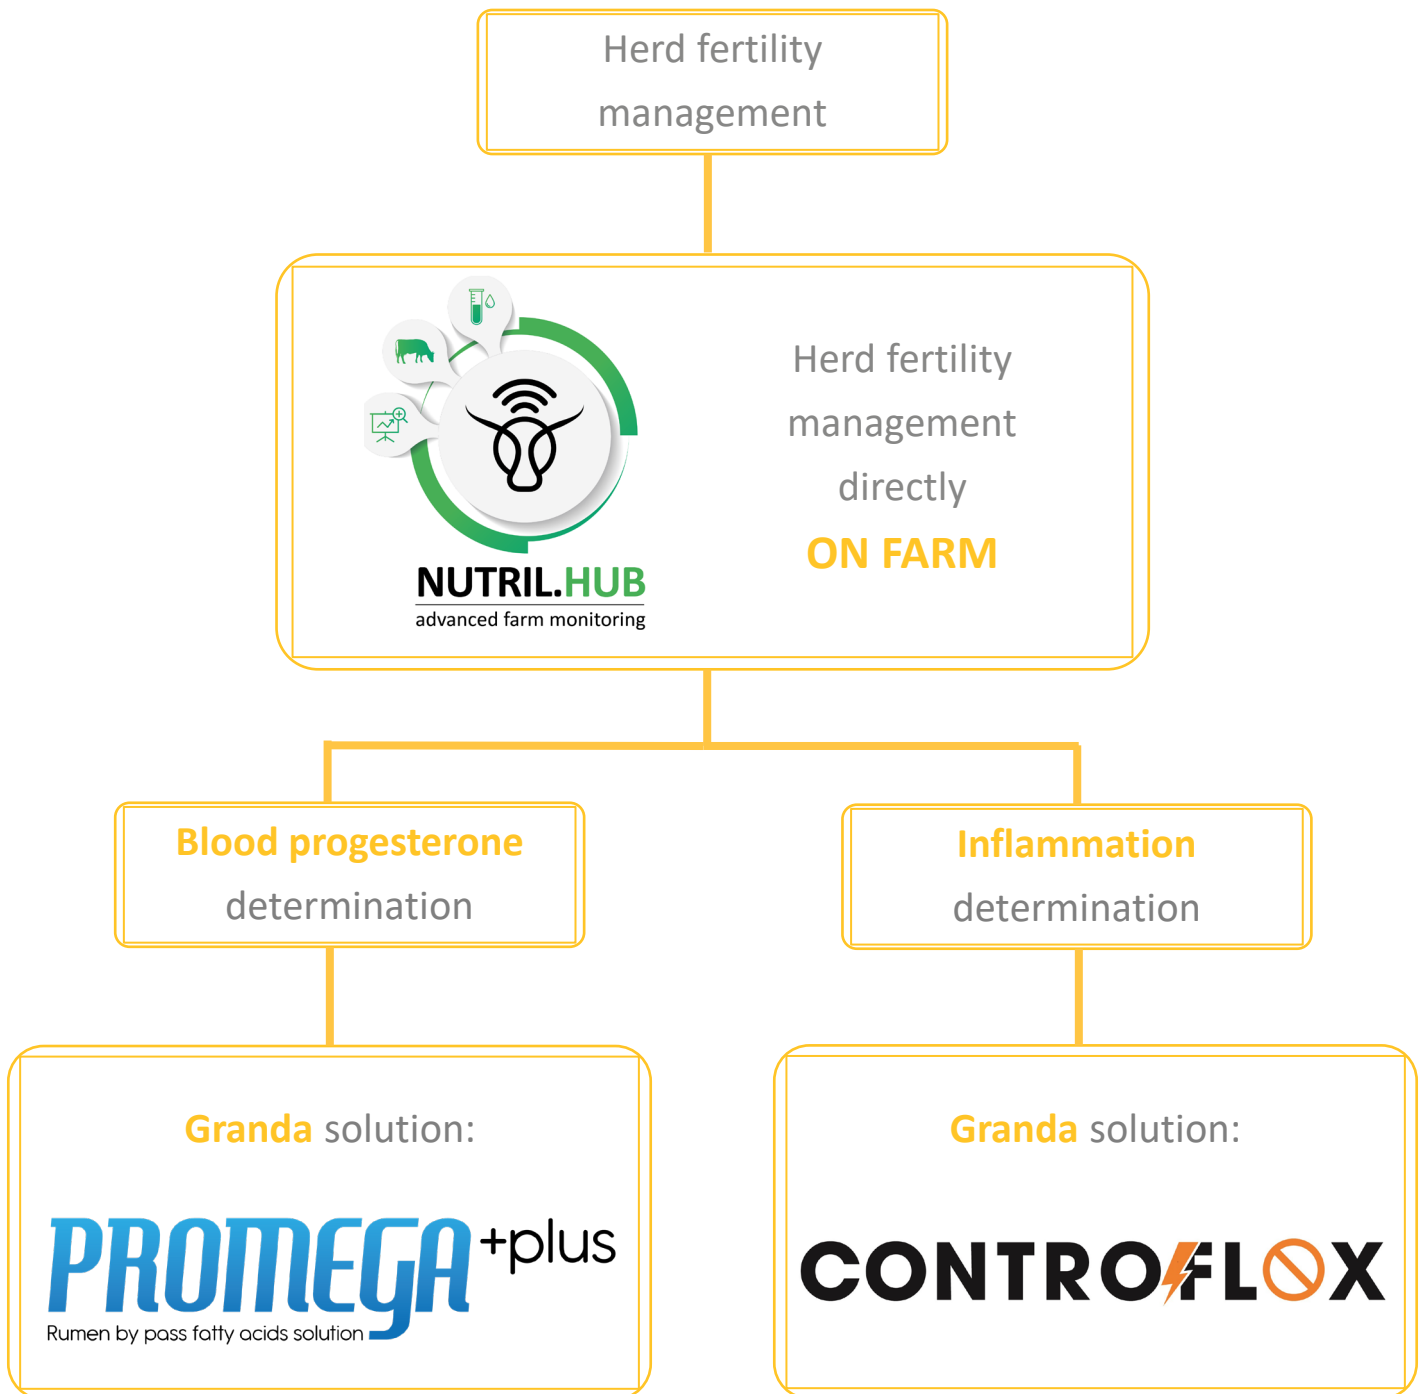 Herd fertility
management
NUTRIL.HUB
advanced farm monitoring
Herd fertility
management
directly
ON FARM
Blood progesterone
determination
Inflammation
determination
Granda solution:
PROMEGA +plus
Rumen by pass fatty acids solution
Granda solution:
CONTROFLOX